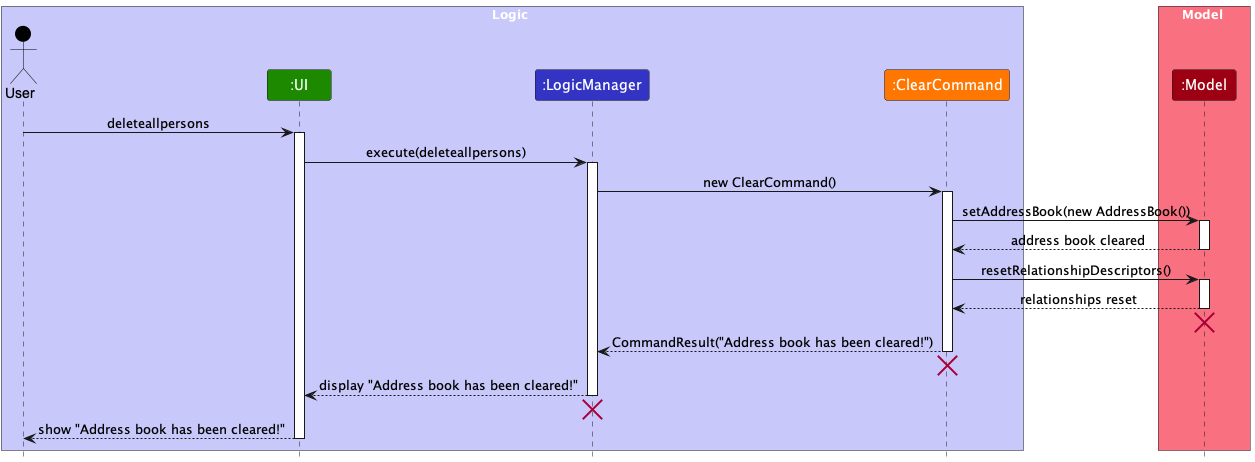 Logic
Model
User
:UI
:LogicManager
:ClearCommand
:Model
deleteallpersons
execute(deleteallpersons)
new ClearCommand()
setAddressBook(new AddressBook())
address book cleared
resetRelationshipDescriptors()
relationships reset
CommandResult("Address book has been cleared!")
display "Address book has been cleared!"
show "Address book has been cleared!"